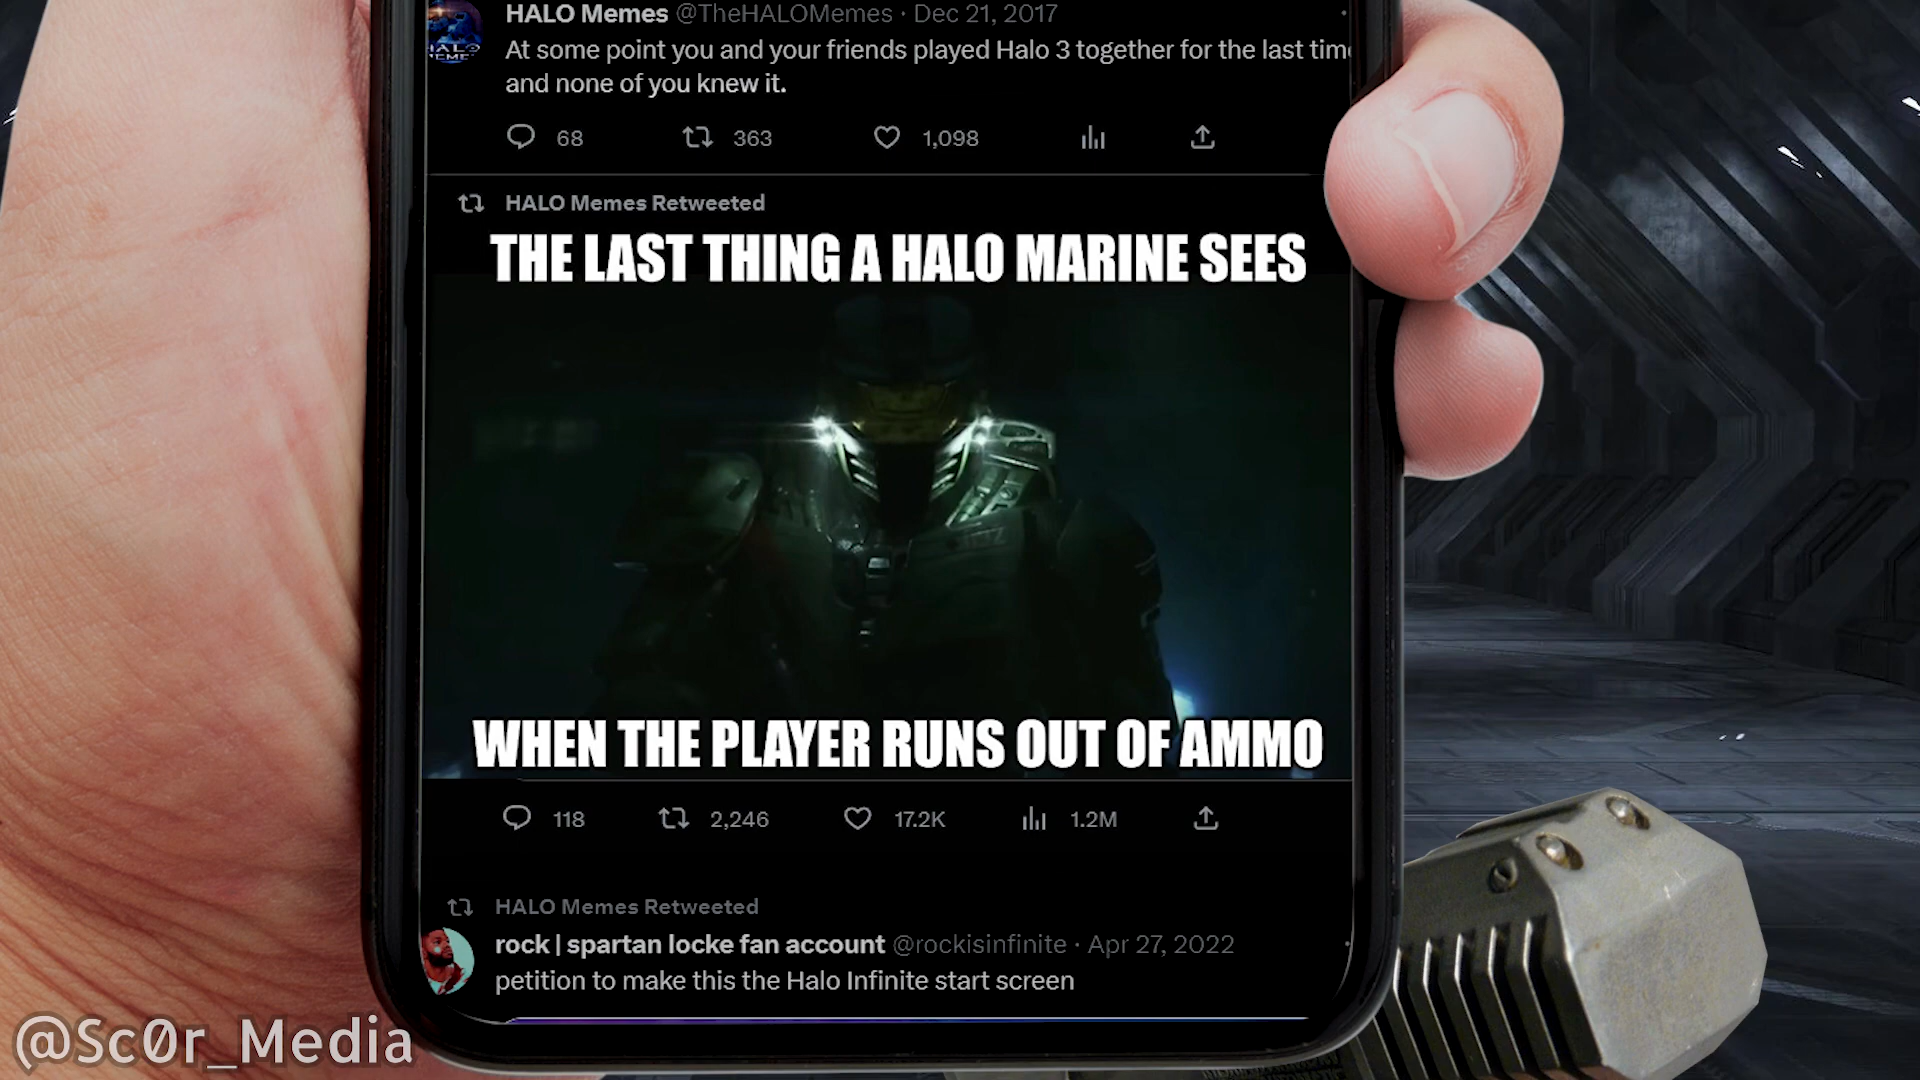 HALO Memes @TheHALOMemes · Dec 21, 2017
At some point you and your friends played Halo 3 together for the last time
and none of you knew it.
68 363 1,098
HALO Memes Retweeted
THE LAST THING A HALO MARINE SEES
WHEN THE PLAYER RUNS OUT OF AMMO
118 2,246 17.2K 1.2M
HALO Memes Retweeted
rock | spartan locke fan account @rockisinfinite · Apr 27, 2022
petition to make this the Halo Infinite start screen
@Sc0r_Media